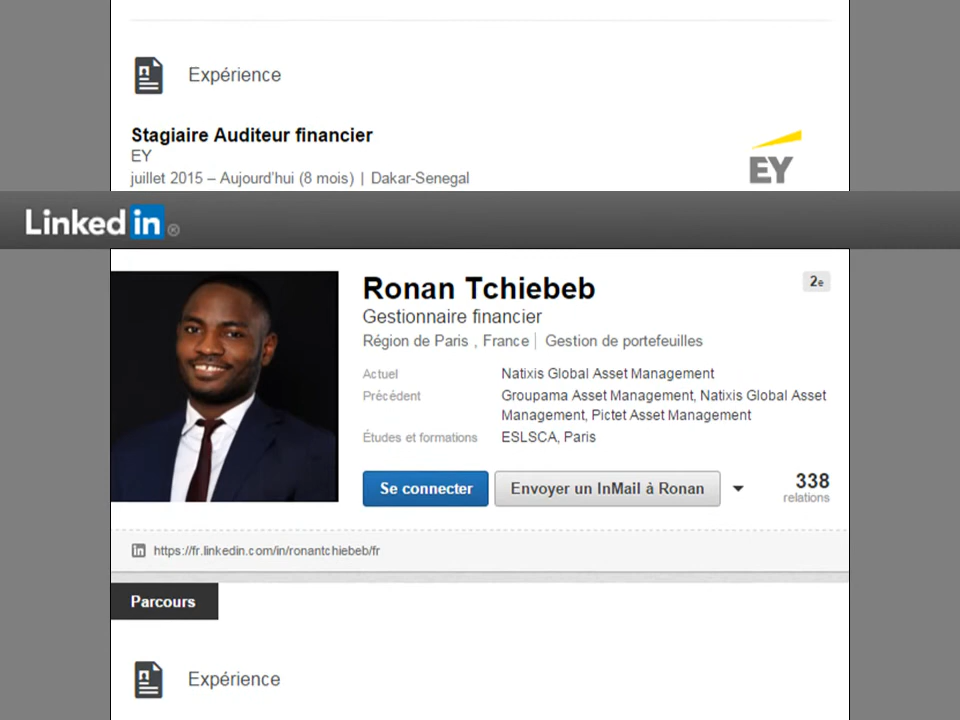 Expérience
Stagiaire Auditeur financier
EY
juillet 2015 – Aujourd'hui (8 mois) | Dakar-Senegal
EY
Linked in ®
Ronan Tchiebeb
2e
Gestionnaire financier
Région de Paris , France | Gestion de portefeuilles
Actuel Natixis Global Asset Management
Précédent Groupama Asset Management, Natixis Global Asset
Management, Pictet Asset Management
Études et formations ESLSCA, Paris
Se connecter Envoyer un InMail à Ronan 338
relations
in https://fr.linkedin.com/in/ronantchiebeb/fr
Parcours
Expérience